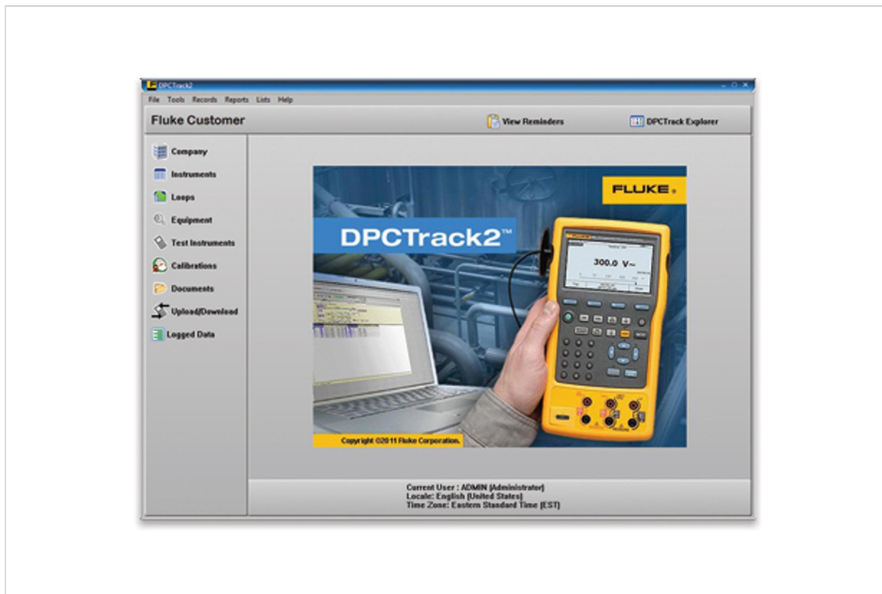 DPCTrack2
File Tools Records Reports Lists Help
Fluke Customer
View Reminders
DPCTrack Explorer
Company
Instruments
Loops
Equipment
Test Instruments
Calibrations
Documents
Upload/Download
Logged Data
FLUKE ®
DPCTrack2™
300.0 V
Copyright ©2011 Fluke Corporation.
Current User : ADMIN (Administrator)
Locale: English (United States)
Time Zone: Eastern Standard Time (EST)